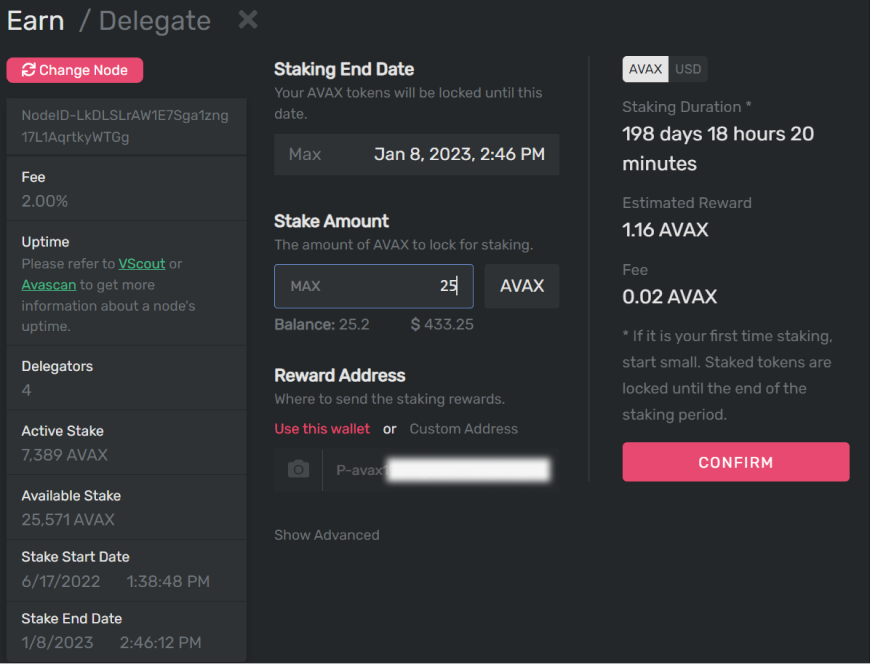 Earn / Delegate
Change Node
NodeID-LkDLSLrAW1E7Sga1zng
17L1AqrtkyWTGg
Fee
2.00%
Uptime
Please refer to VScout or
Avascan to get more
information about a node's
uptime.
Delegators
4
Active Stake
7,389 AVAX
Available Stake
25,571 AVAX
Stake Start Date
6/17/2022 1:38:48 PM
Stake End Date
1/8/2023 2:46:12 PM
Staking End Date
Your AVAX tokens will be locked until this
date.
Max Jan 8, 2023, 2:46 PM
Stake Amount
The amount of AVAX to lock for staking.
MAX 25 AVAX
Balance: 25.2 $ 433.25
Reward Address
Where to send the staking rewards.
Use this wallet or Custom Address
P-avax
Show Advanced
AVAX USD
Staking Duration *
198 days 18 hours 20
minutes
Estimated Reward
1.16 AVAX
Fee
0.02 AVAX
* If it is your first time staking,
start small. Staked tokens are
locked until the end of the
staking period.
CONFIRM